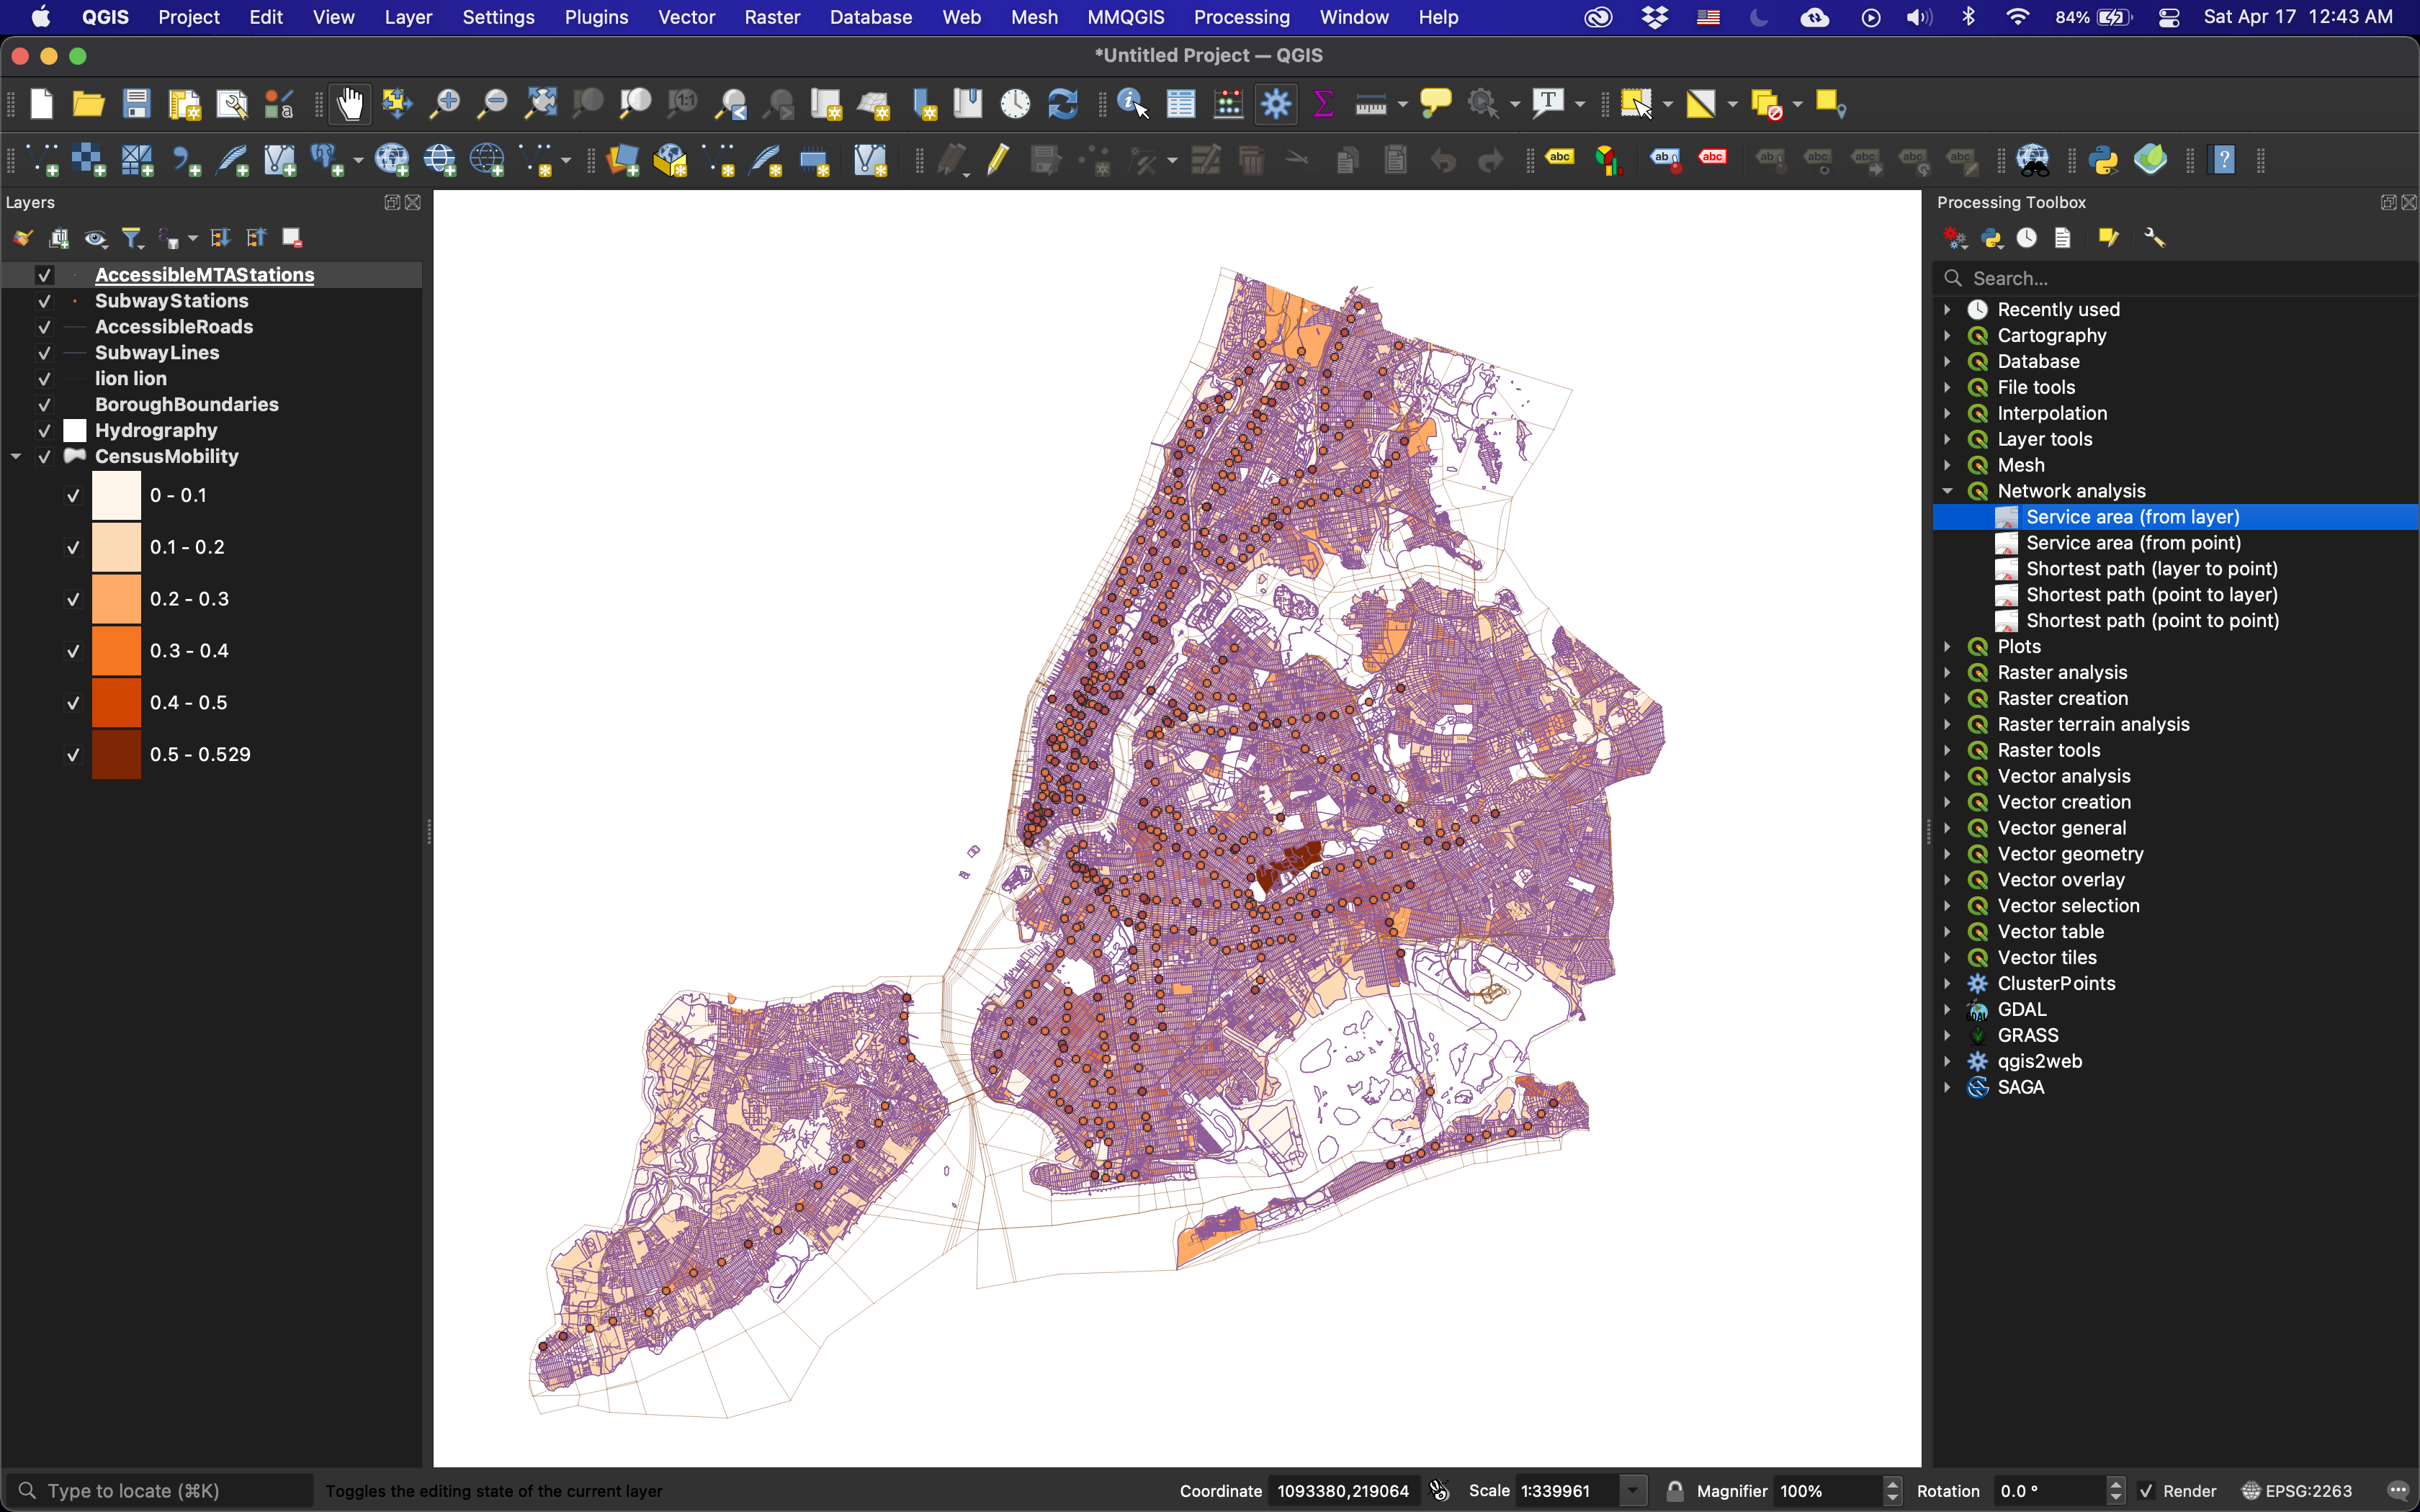 QGIS Project Edit View Layer Settings Plugins Vector Raster Database Web Mesh MMQGIS Processing Window Help 84% Sat Apr 17 12:43 AM
*Untitled Project — QGIS
Layers
AccessibleMTAStations
SubwayStations
AccessibleRoads
SubwayLines
lion lion
BoroughBoundaries
Hydrography
CensusMobility
0 - 0.1
0.1 - 0.2
0.2 - 0.3
0.3 - 0.4
0.4 - 0.5
0.5 - 0.529
Processing Toolbox
Search...
Recently used
Cartography
Database
File tools
Interpolation
Layer tools
Mesh
Network analysis
Service area (from layer)
Service area (from point)
Shortest path (layer to point)
Shortest path (point to layer)
Shortest path (point to point)
Plots
Raster analysis
Raster creation
Raster terrain analysis
Raster tools
Vector analysis
Vector creation
Vector general
Vector geometry
Vector overlay
Vector selection
Vector table
Vector tiles
ClusterPoints
GDAL
GRASS
qgis2web
SAGA
Type to locate (⌘K) Toggles the editing state of the current layer Coordinate 1093380,219064 Scale 1:339961 Magnifier 100% Rotation 0.0 ° Render EPSG:2263